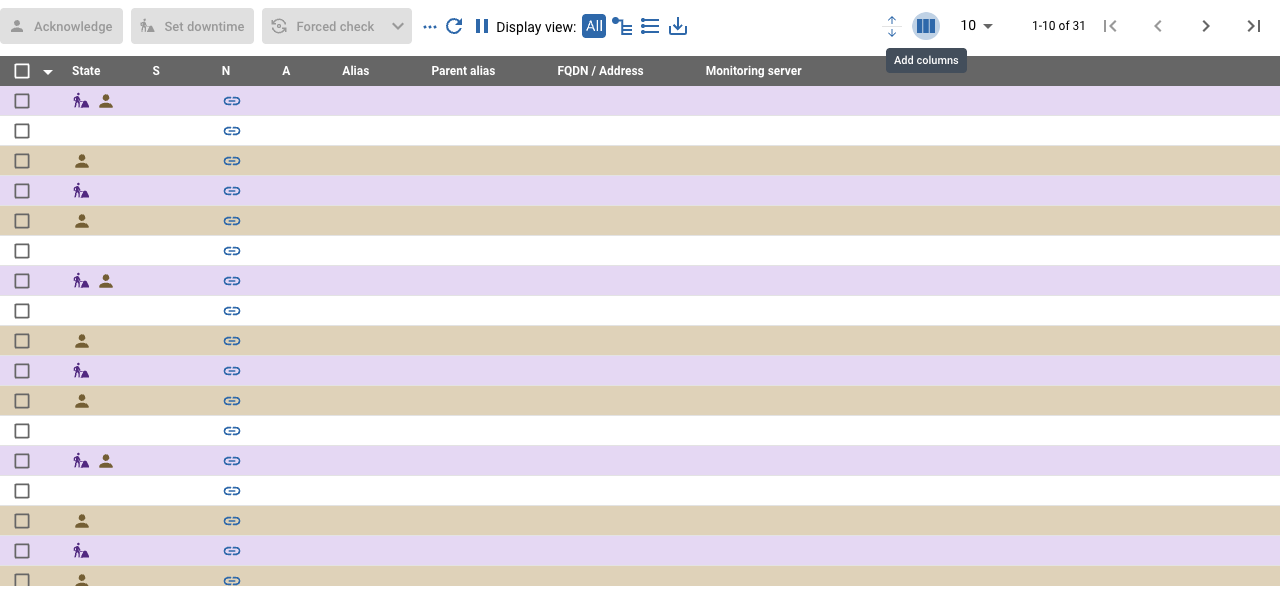 Acknowledge Set downtime Forced check Display view: All 10 1-10 of 31
Add columns
State S N A Alias Parent alias FQDN / Address Monitoring server